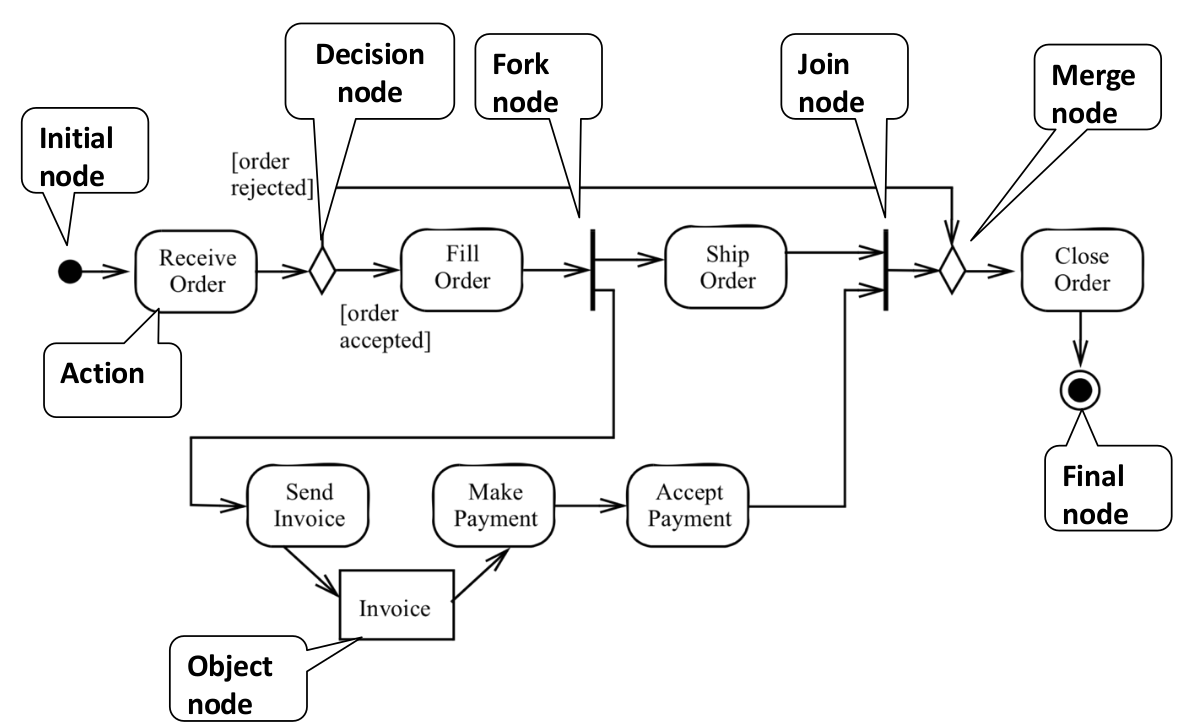 Decision
node
Fork
node
Join
node
Merge
node
Initial
node
[order
rejected]
Receive
Order
Fill
Order
Ship
Order
Close
Order
[order
accepted]
Action
Send
Invoice
Make
Payment
Accept
Payment
Final
node
Invoice
Object
node